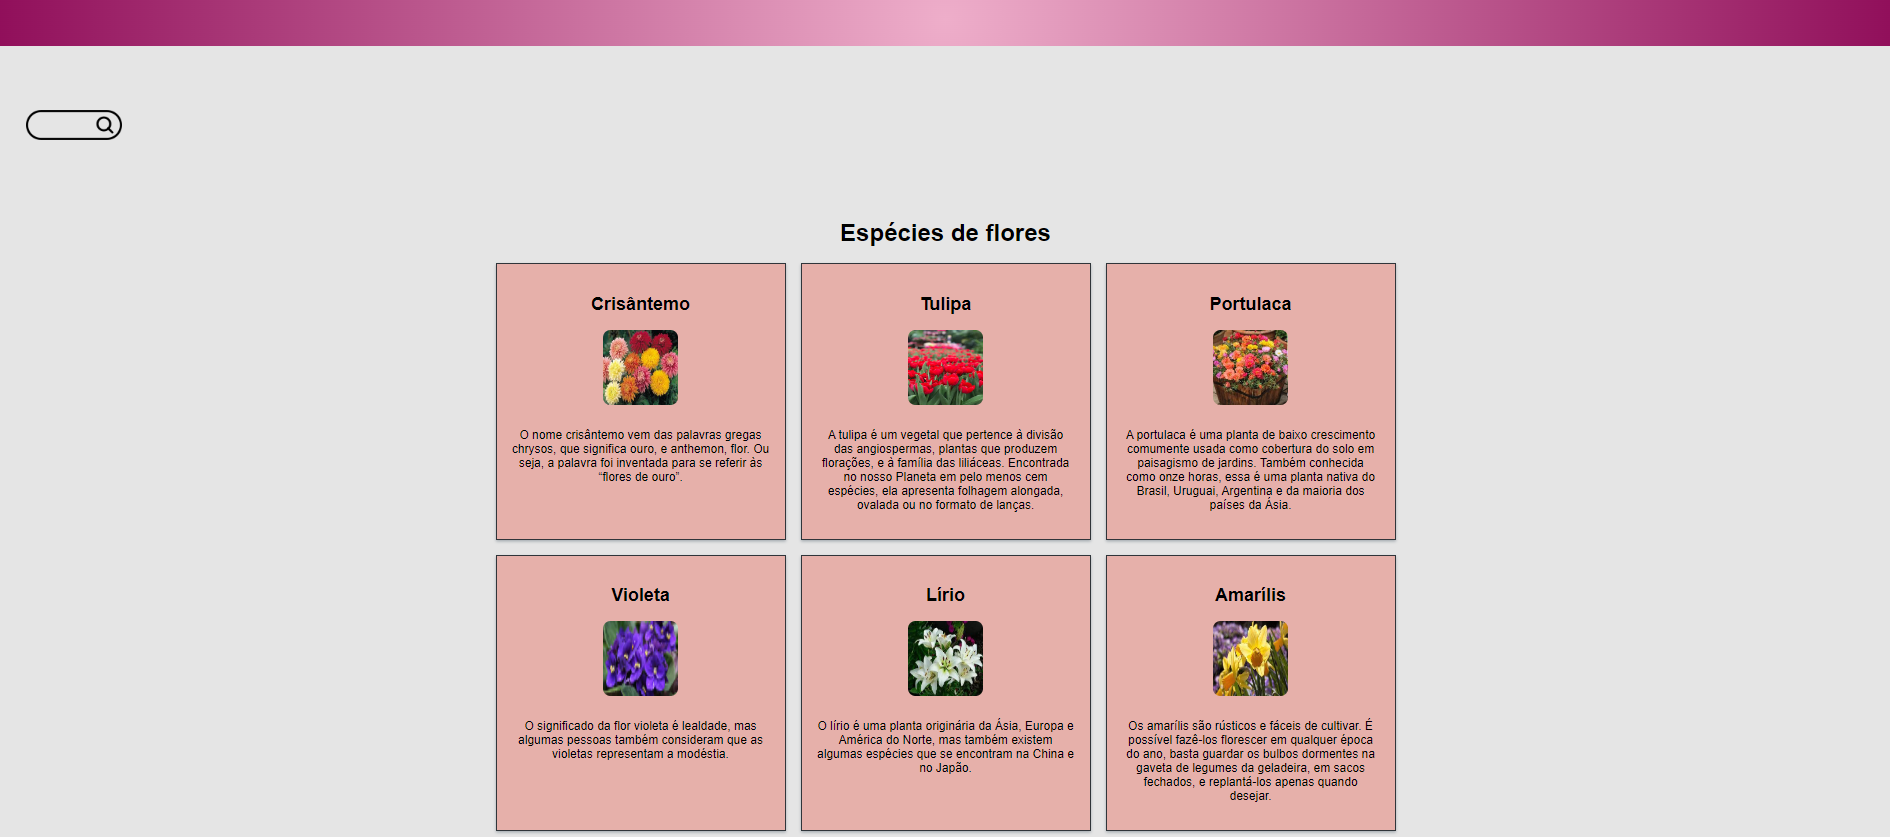 Espécies de flores
Crisântemo
O nome crisântemo vem das palavras gregas
chrysos, que significa ouro, e anthemon, flor. Ou
seja, a palavra foi inventada para se referir às
“flores de ouro”.
Tulipa
A tulipa é um vegetal que pertence à divisão
das angiospermas, plantas que produzem
florações, e à família das liliáceas. Encontrada
no nosso Planeta em pelo menos cem
espécies, ela apresenta folhagem alongada,
ovalada ou no formato de lanças.
Portulaca
A portulaca é uma planta de baixo crescimento
comumente usada como cobertura do solo em
paisagismo de jardins. Também conhecida
como onze horas, essa é uma planta nativa do
Brasil, Uruguai, Argentina e da maioria dos
países da Ásia.
Violeta
O significado da flor violeta é lealdade, mas
algumas pessoas também consideram que as
violetas representam a modéstia.
Lírio
O lírio é uma planta originária da Ásia, Europa e
América do Norte, mas também existem
algumas espécies que se encontram na China e
no Japão.
Amarílis
Os amarílis são rústicos e fáceis de cultivar. É
possível fazê-los florescer em qualquer época
do ano, basta guardar os bulbos dormentes na
gaveta de legumes da geladeira, em sacos
fechados, e replantá-los apenas quando
desejar.